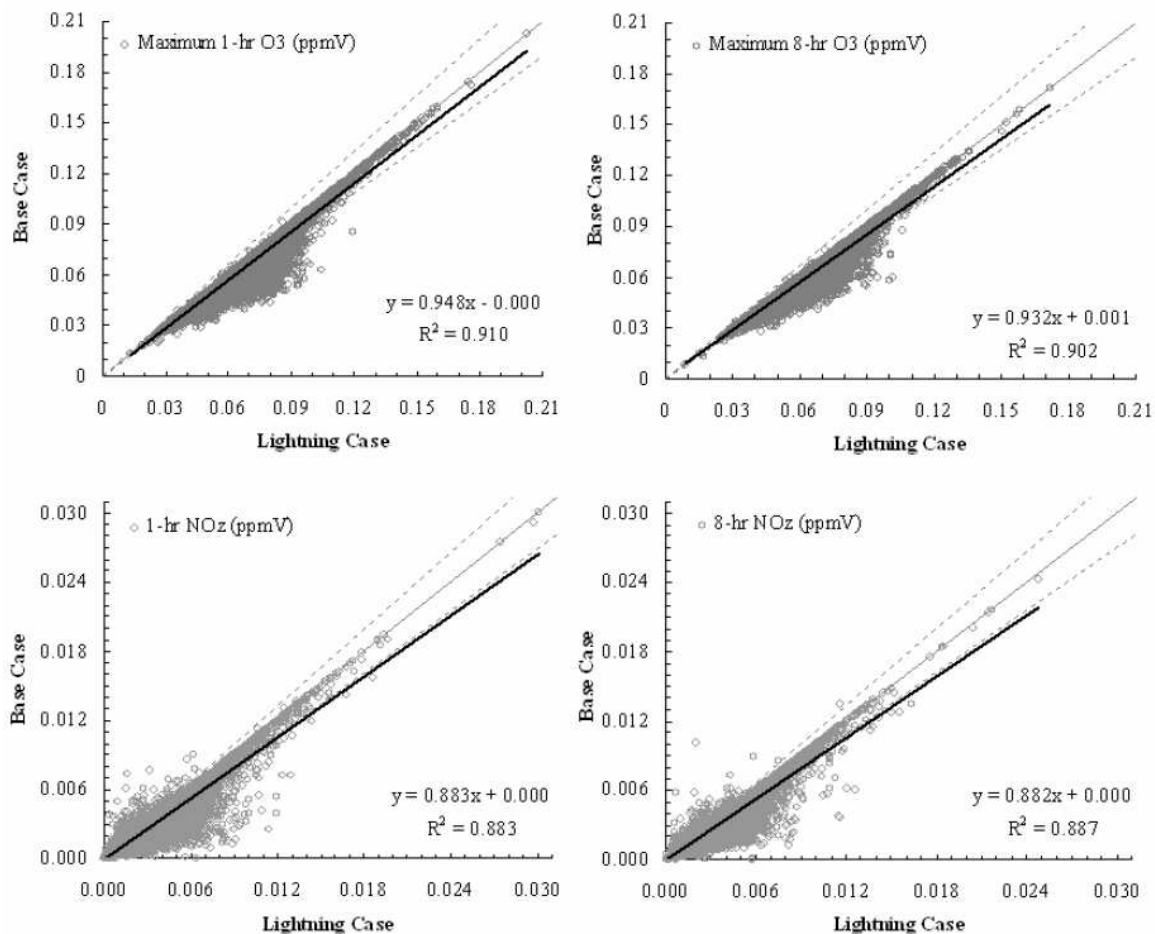 Maximum 1-hr O3 (ppmV)
0.21
0.18
0.15
0.12
0.09
0.06
0.03
0
Base Case
y = 0.948x - 0.000
R² = 0.910
0 0.03 0.06 0.09 0.12 0.15 0.18 0.21
Lightning Case
Maximum 8-hr O3 (ppmV)
0.21
0.18
0.15
0.12
0.09
0.06
0.03
0
Base Case
y = 0.932x + 0.001
R² = 0.902
0 0.03 0.06 0.09 0.12 0.15 0.18 0.21
Lightning Case
1-hr NOz (ppmV)
0.030
0.024
0.018
0.012
0.006
0.000
Base Case
y = 0.883x + 0.000
R² = 0.883
0.000 0.006 0.012 0.018 0.024 0.030
Lightning Case
8-hr NOz (ppmV)
0.030
0.024
0.018
0.012
0.006
0.000
Base Case
y = 0.882x + 0.000
R² = 0.887
0.000 0.006 0.012 0.018 0.024 0.030
Lightning Case